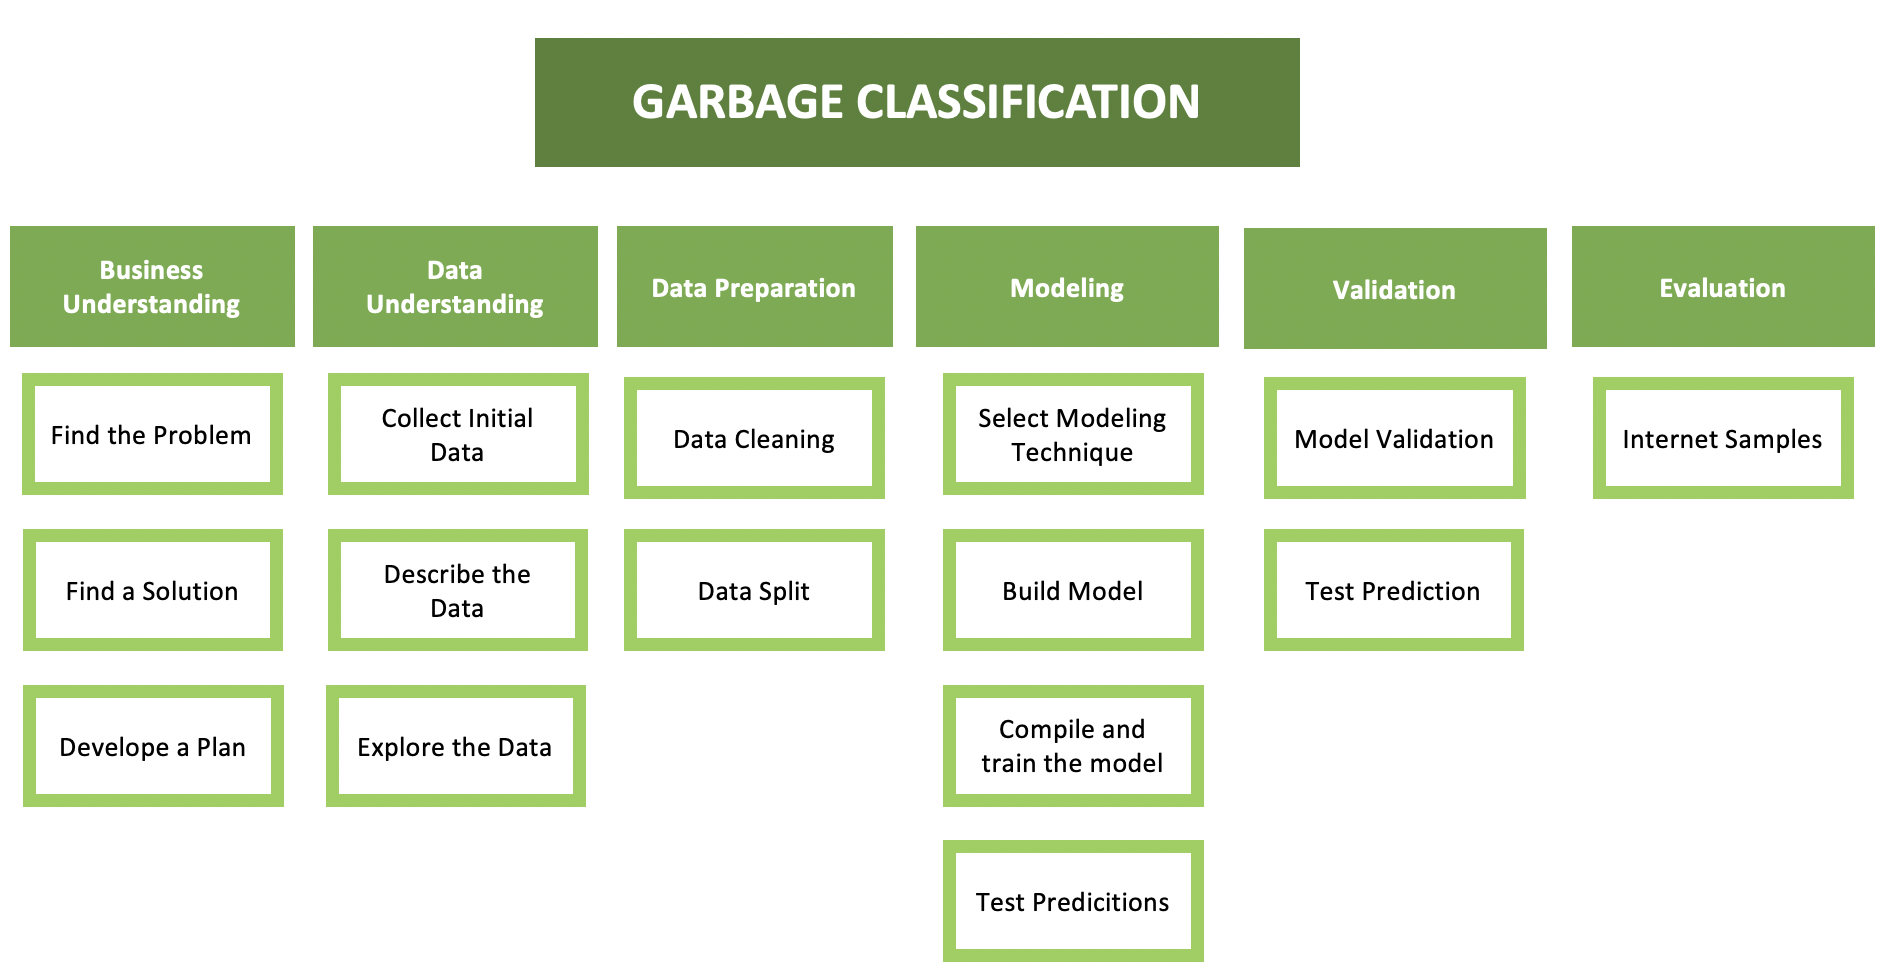 GARBAGE CLASSIFICATION
Business
Understanding
Find the Problem
Find a Solution
Develope a Plan
Data
Understanding
Collect Initial
Data
Describe the
Data
Explore the Data
Data Preparation
Data Cleaning
Data Split
Modeling
Select Modeling
Technique
Build Model
Compile and
train the model
Test Predicitions
Validation
Model Validation
Test Prediction
Evaluation
Internet Samples